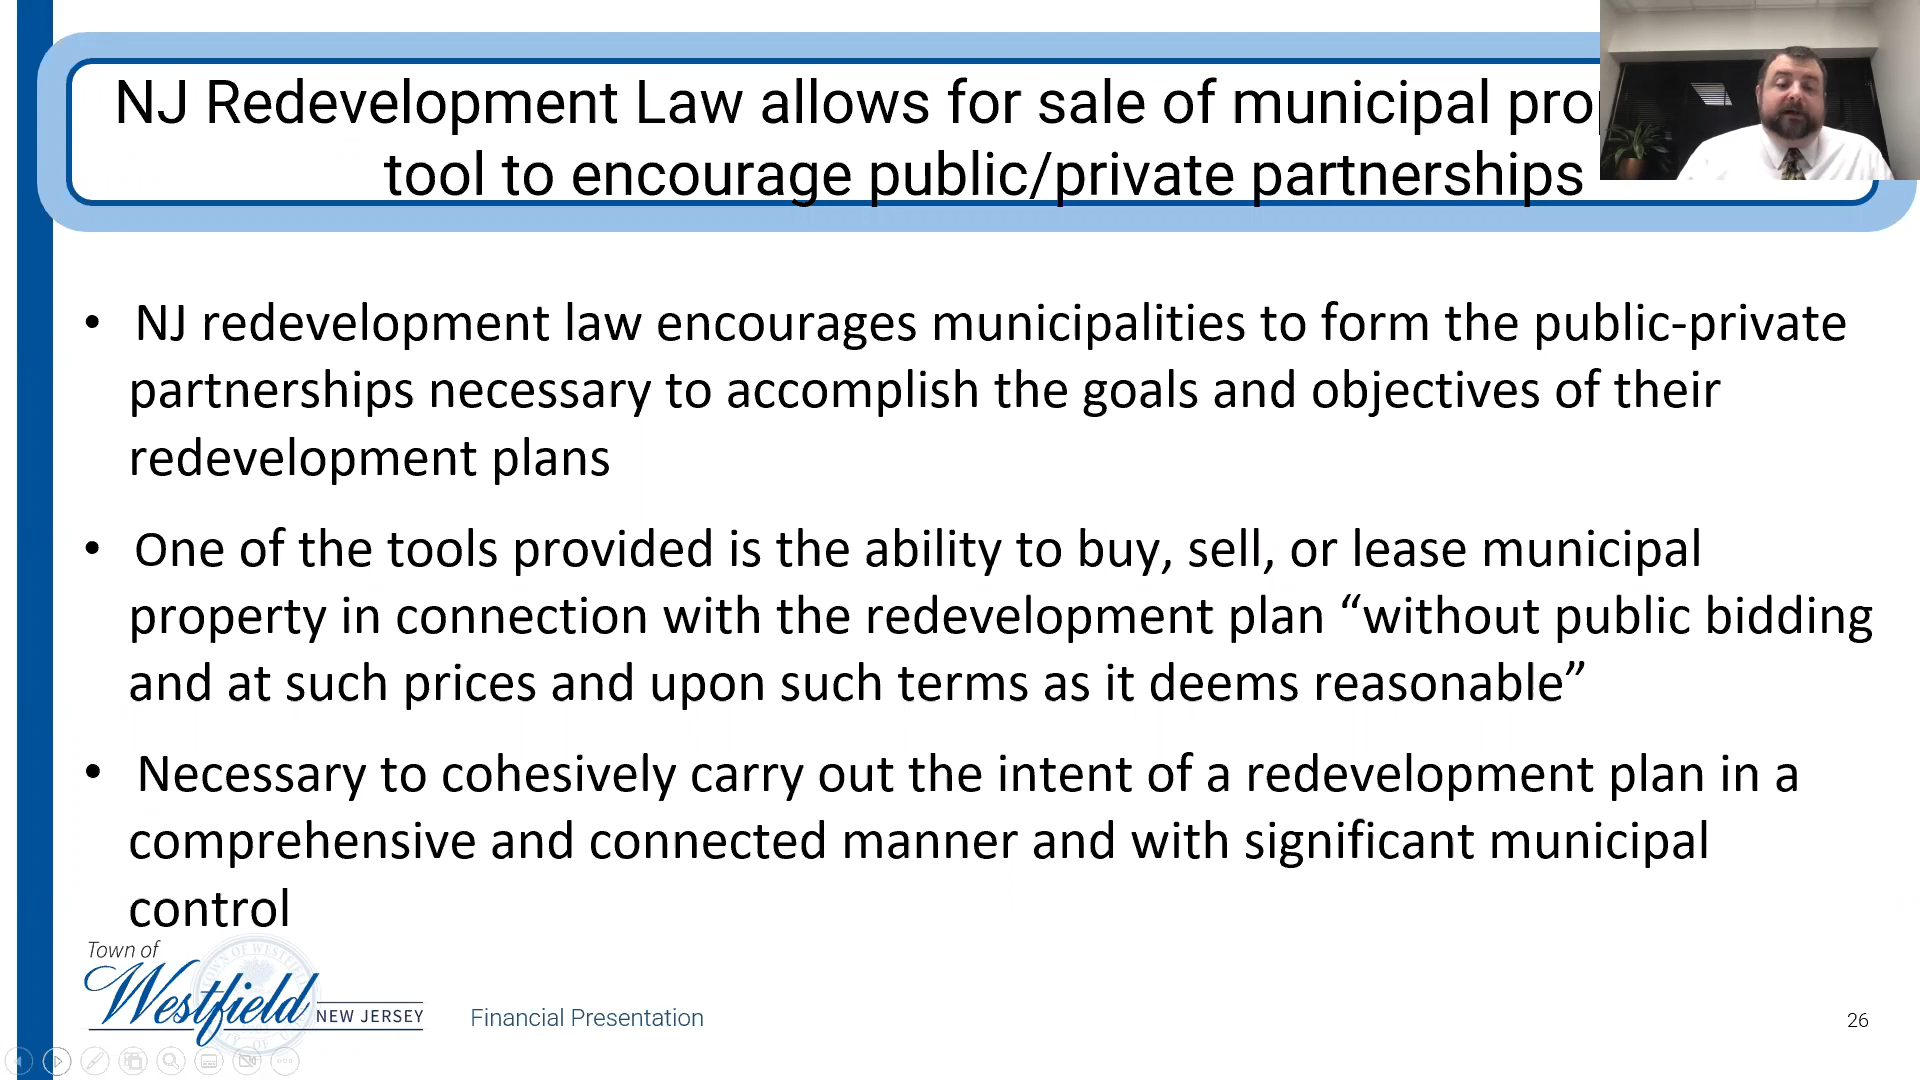 NJ Redevelopment Law allows for sale of municipal
tool to encourage public/private partnerships
• NJ redevelopment law encourages municipalities to form the public-private
partnerships necessary to accomplish the goals and objectives of their
redevelopment plans
• One of the tools provided is the ability to buy, sell, or lease municipal
property in connection with the redevelopment plan “without public bidding
and at such prices and upon such terms as it deems reasonable”
• Necessary to cohesively carry out the intent of a redevelopment plan in a
comprehensive and connected manner and with significant municipal
control
Town of
Westfield
NEW JERSEY
Financial Presentation
26